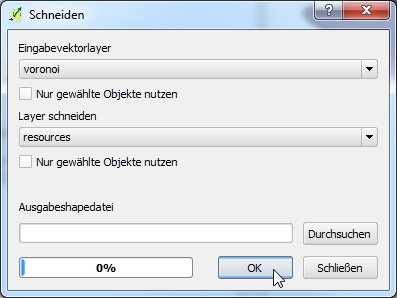 Schneiden
Eingabevektorlayer
voronoi
Nur gewählte Objekte nutzen
Layer schneiden
resources
Nur gewählte Objekte nutzen
Ausgabeshapedatei
Durchsuchen
0% OK Schließen